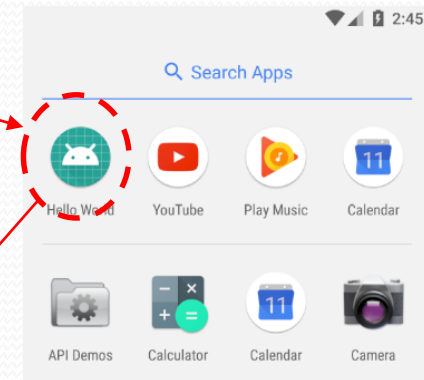 2:45
Search Apps
Hello World
YouTube
Play Music
Calendar
11
API Demos
Calculator
Calendar
Camera
11